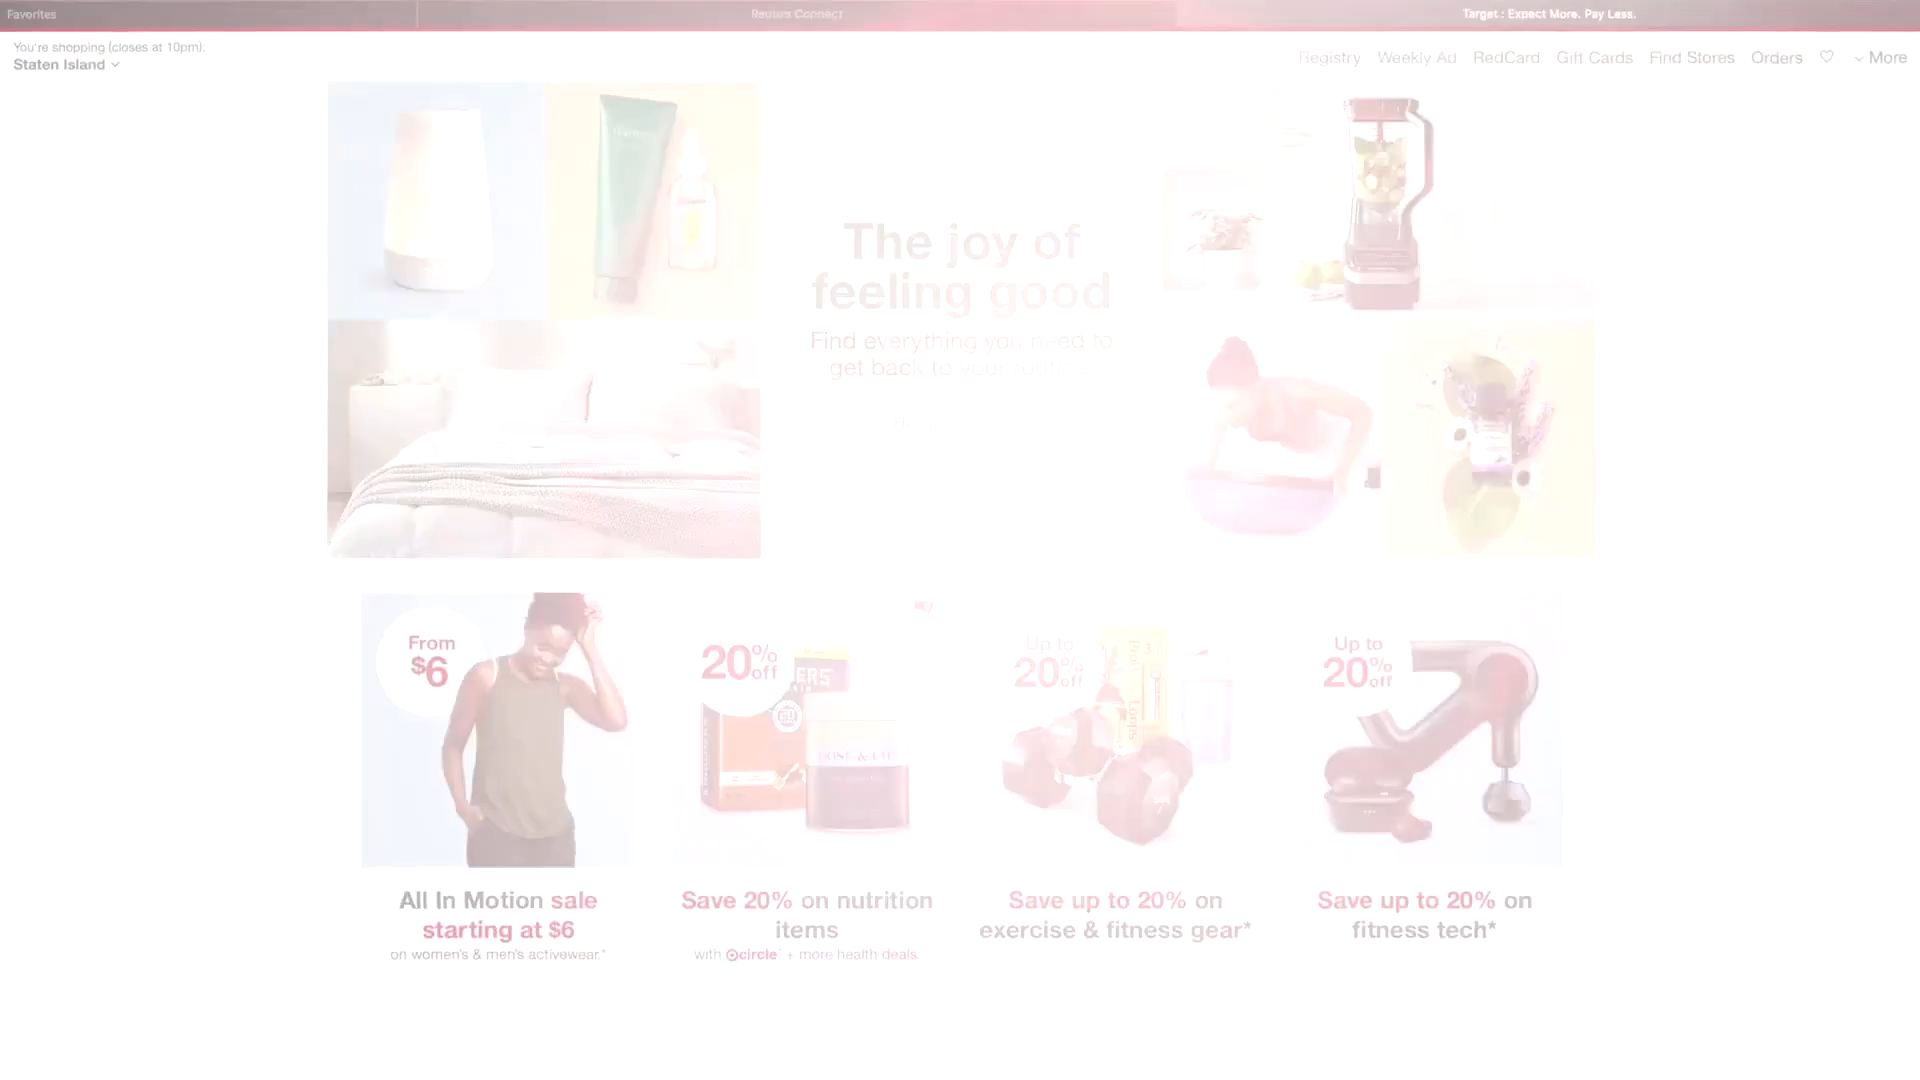 Favorites
Reuters Connect
Target : Expect More. Pay Less.
You're shopping (closes at 10pm):
Staten Island
Registry Weekly Ad RedCard Gift Cards Find Stores Orders More
The joy of
feeling good
Find everything you need to
get back to your
From
$6
20% off
ERS
Up to
20% off
Loops
Up to
20% off
All In Motion sale
starting at $6
on women's & men's activewear.*
Save 20% on nutrition
items
with circle + more health deals.
Save up to 20% on
exercise & fitness gear*
Save up to 20% on
fitness tech*